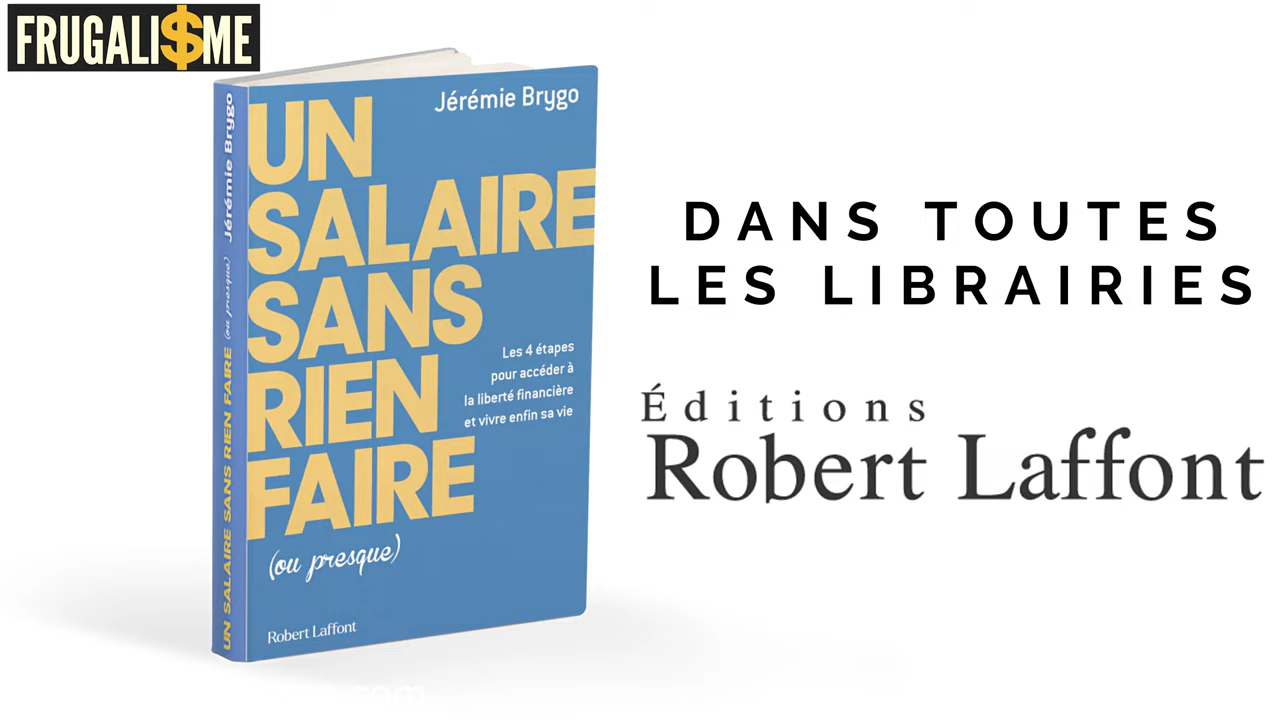 FRUGALI$ME
Jérémie Brygo
UN
SALAIRE
SANS
RIEN
FAIRE
(ou presque)
Les 4 étapes
pour accéder à
la liberté financière
et vivre enfin sa vie
Robert Laffont
UN SALAIRE SANS RIEN FAIRE (ou presque) Jérémie Brygo
DANS TOUTES
LES LIBRAIRIES
Éditions
Robert Laffont